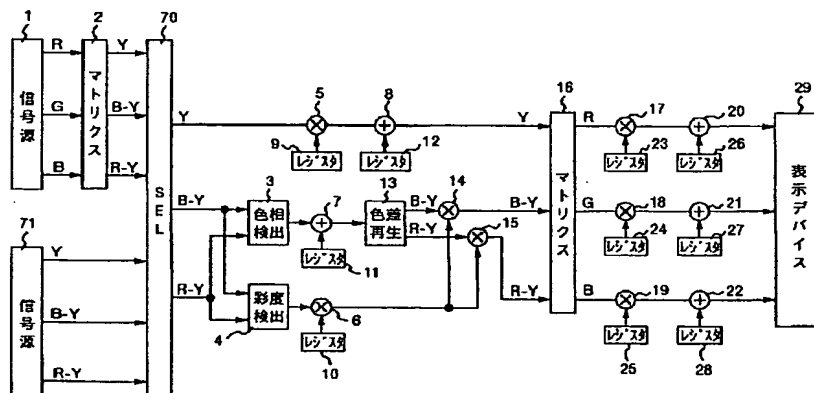 1
2
70
R
Y
5
8
16
29
G
B-Y
17
20
B
R-Y
信号源
マトリクス
SEL
Y
Y
R
9
レジスタ
12
レジスタ
23
レジスタ
26
レジスタ
3
7
13
14
B-Y
色相検出
色差再生
B-Y
R-Y
B-Y
マトリクス
G
18
21
表示デバイス
71
15
24
レジスタ
27
レジスタ
11
レジスタ
信号源
Y
R-Y
彩度検出
4
6
R-Y
B
19
22
B-Y
10
レジスタ
25
レジスタ
28
レジスタ
R-Y